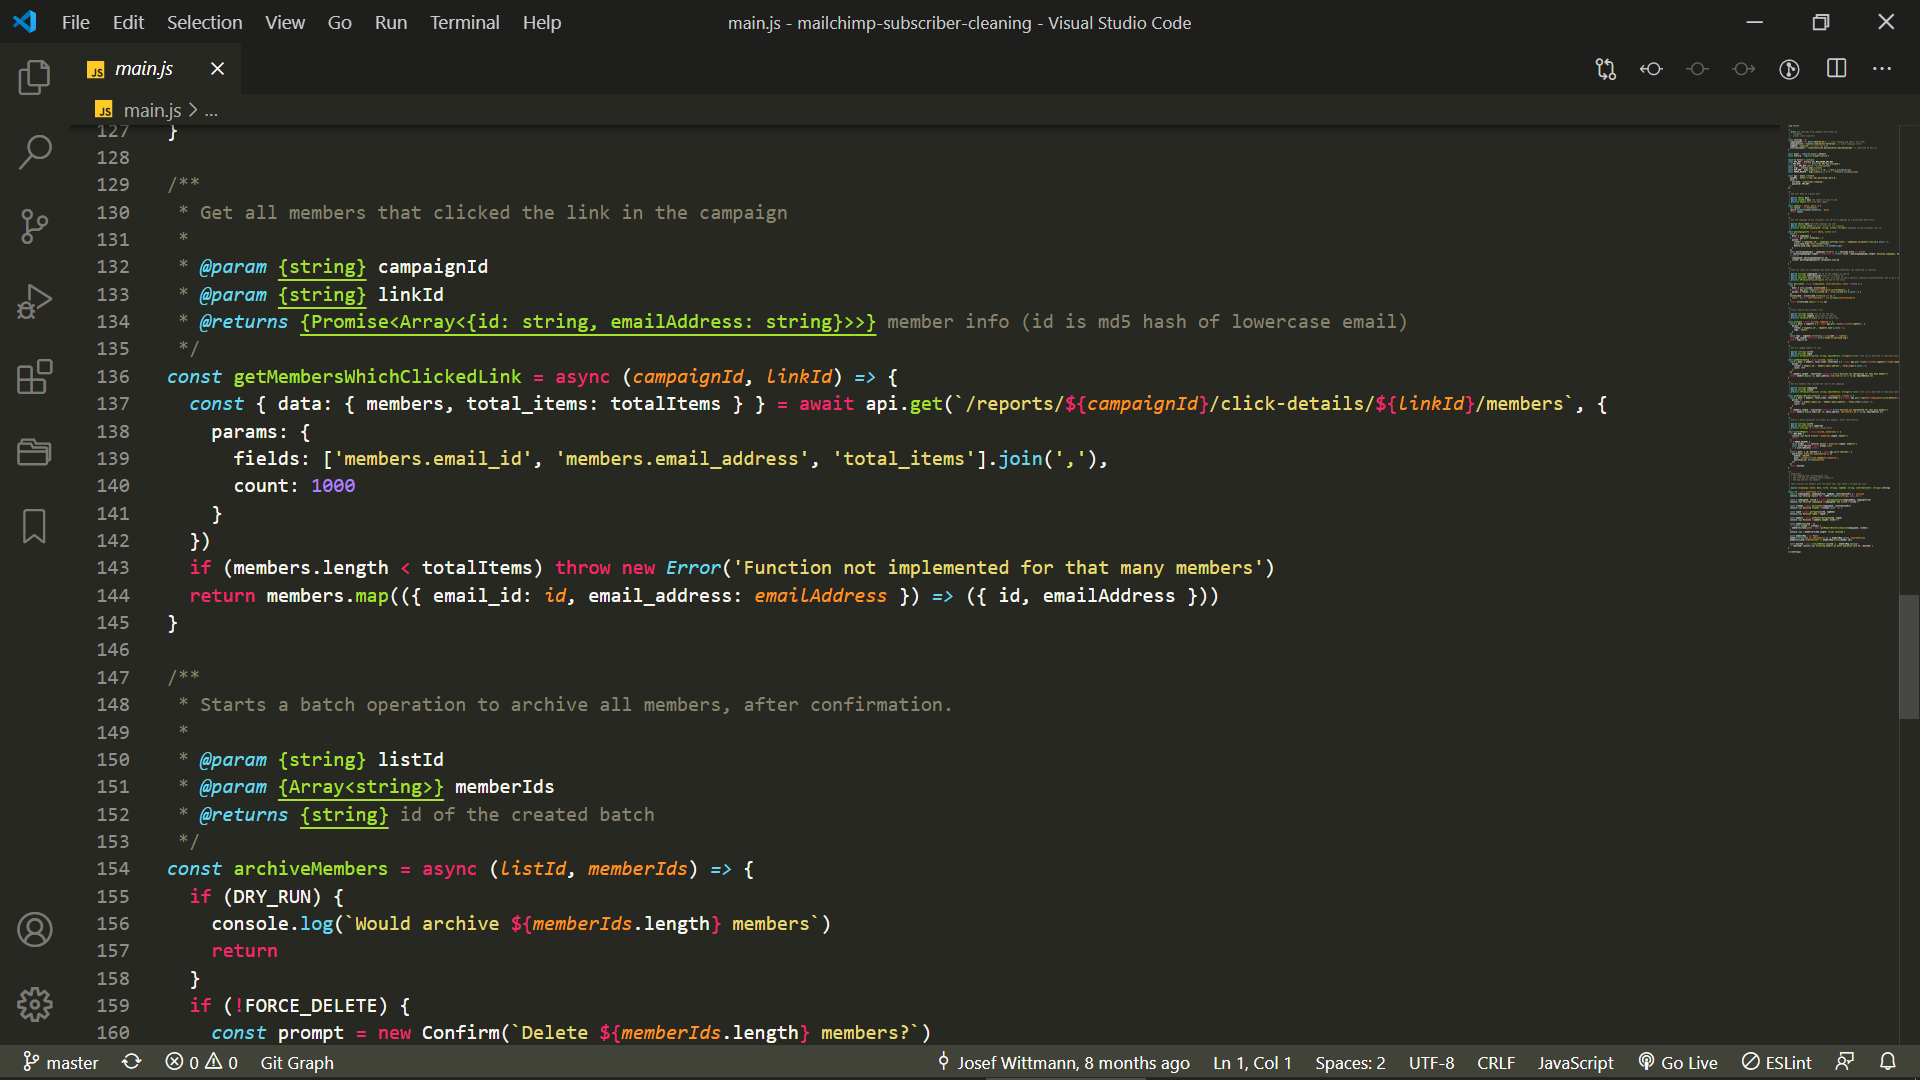 File Edit Selection View Go Run Terminal Help
main.js - mailchimp-subscriber-cleaning - Visual Studio Code
JS main.js
JS main.js > ...
127 }
128
129 /**
130 * Get all members that clicked the link in the campaign
131 *
132 * @param {string} campaignId
133 * @param {string} linkId
134 * @returns {Promise<Array<{id: string, emailAddress: string}>>} member info (id is md5 hash of lowercase email)
135 */
136 const getMembersWhichClickedLink = async (campaignId, linkId) => {
137 const { data: { members, total_items: totalItems } } = await api.get(`/reports/${campaignId}/click-details/${linkId}/members`, {
138 params: {
139 fields: ['members.email_id', 'members.email_address', 'total_items'].join(','),
140 count: 1000
141 }
142 })
143 if (members.length < totalItems) throw new Error('Function not implemented for that many members')
144 return members.map(({ email_id: id, email_address: emailAddress }) => ({ id, emailAddress }))
145 }
146
147 /**
148 * Starts a batch operation to archive all members, after confirmation.
149 *
150 * @param {string} listId
151 * @param {Array<string>} memberIds
152 * @returns {string} id of the created batch
153 */
154 const archiveMembers = async (listId, memberIds) => {
155 if (DRY_RUN) {
156 console.log(`Would archive ${memberIds.length} members`)
157 return
158 }
159 if (!FORCE_DELETE) {
160 const prompt = new Confirm(`Delete ${memberIds.length} members?`)
master 0 0 Git Graph Josef Wittmann, 8 months ago Ln 1, Col 1 Spaces: 2 UTF-8 CRLF JavaScript Go Live ESLint